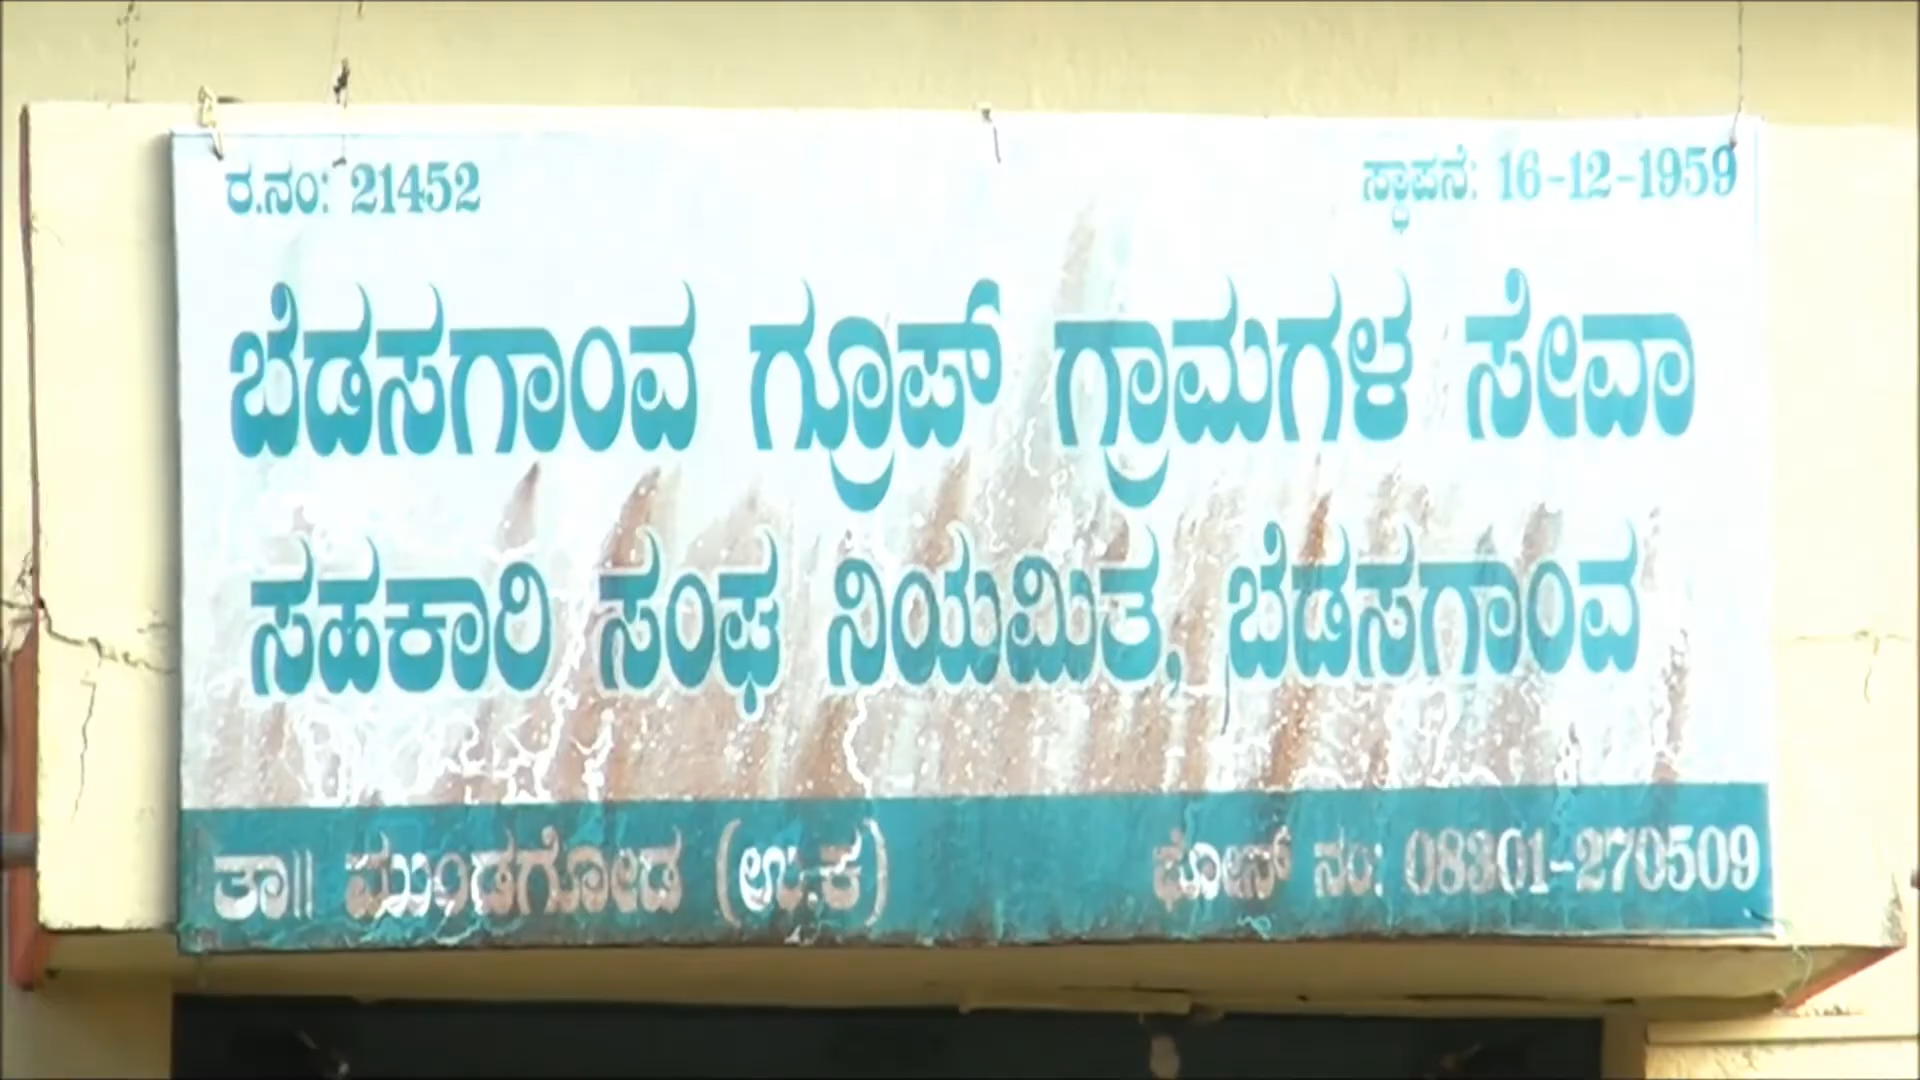 ರ.ನಂ: 21452 ಸ್ಥಾಪನೆ: 16-12-1959
ಬೆಡಸಗಾಂವ ಗ್ರೂಪ್ ಗ್ರಾಮಗಳ ಸೇವಾ
ಸಹಕಾರಿ ಸಂಘ ನಿಯಮಿತ, ಬೆಡಸಗಾಂವ
ತಾ॥ ಮುಂಡಗೋಡ (ಉ.ಕ) ಫೋನ್ ನಂ: 08301-270509